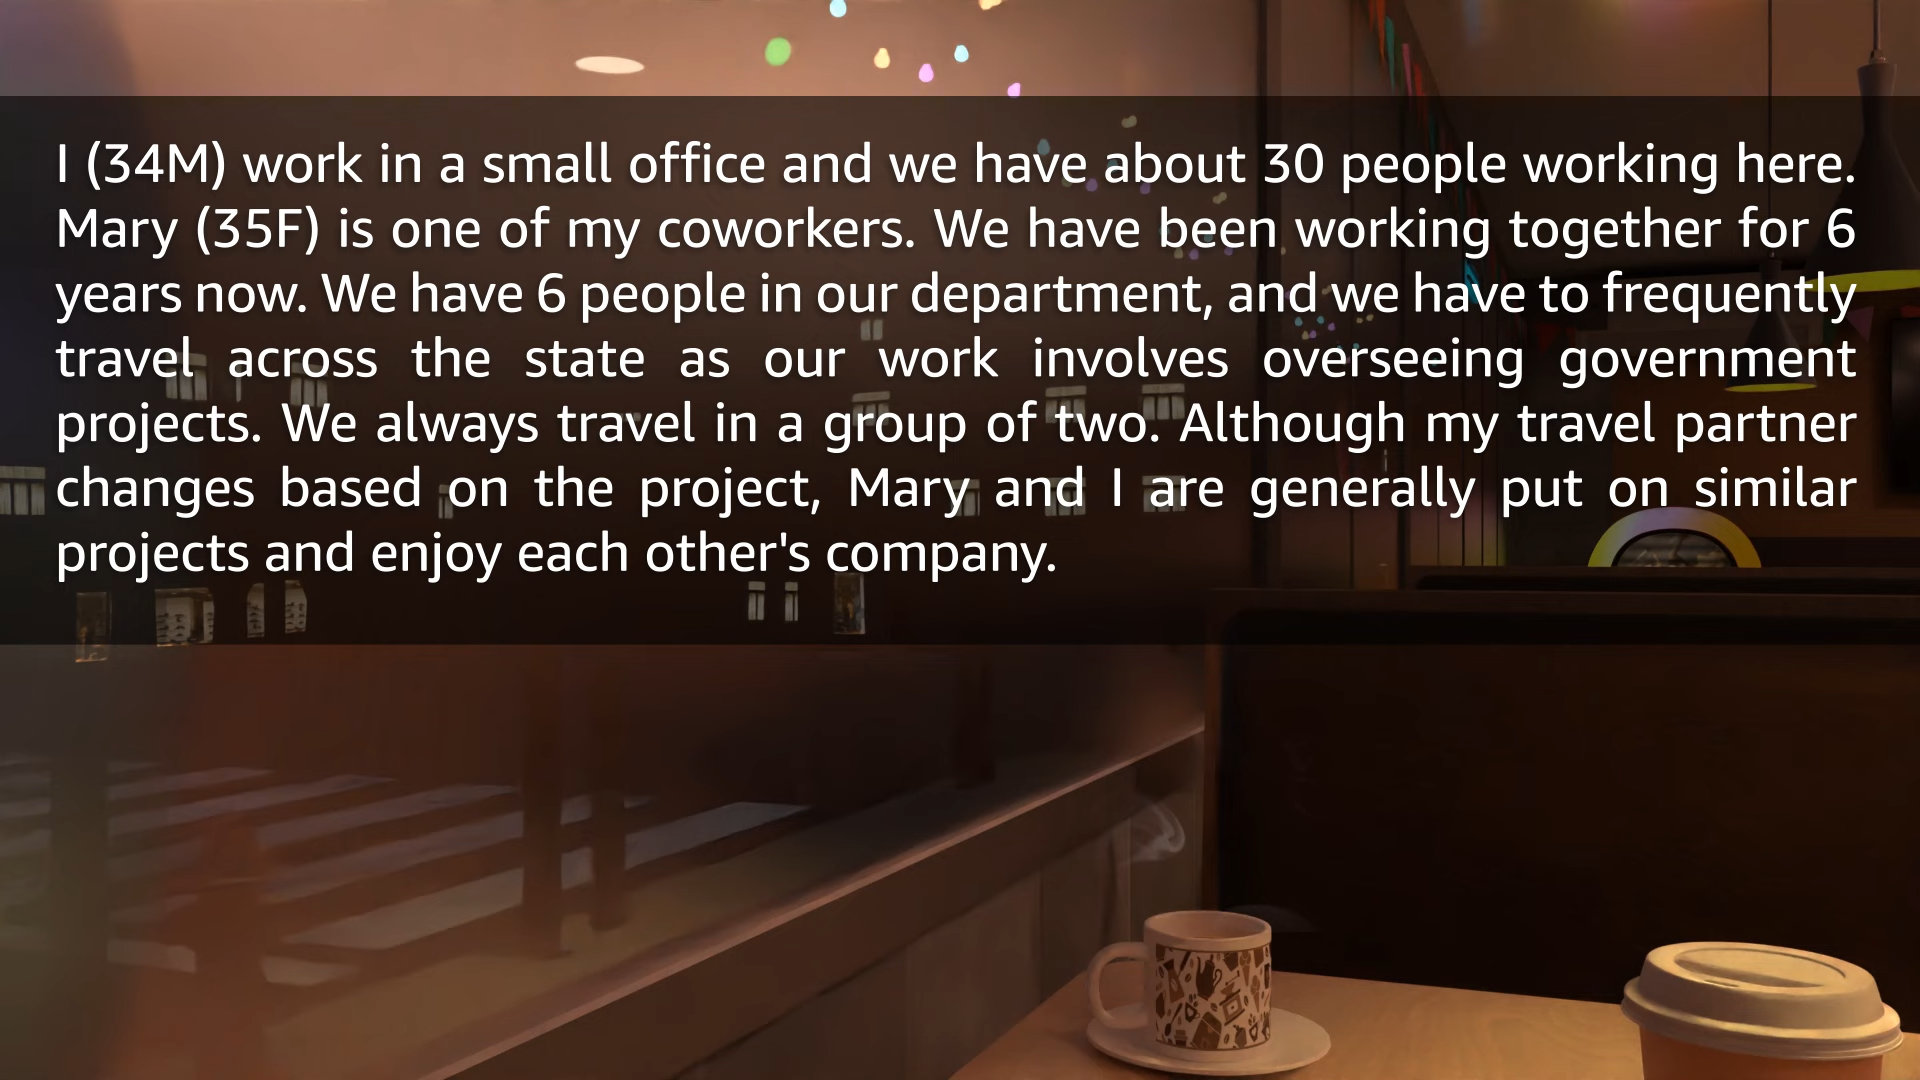 I (34M) work in a small office and we have about 30 people working here.
Mary (35F) is one of my coworkers. We have been working together for 6
years now. We have 6 people in our department, and we have to frequently
travel across the state as our work involves overseeing government
projects. We always travel in a group of two. Although my travel partner
changes based on the project, Mary and I are generally put on similar
projects and enjoy each other's company.